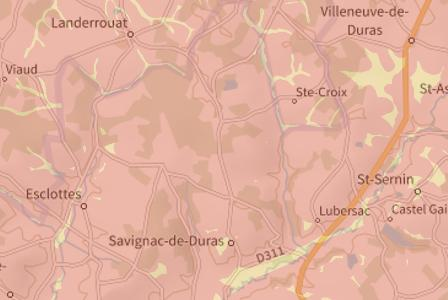 Villeneuve-de-
Duras
Landerrouat
Viaud
Ste-Croix
St-As
St-Sernin
Esclottes
Lubersac
Castel Gai
Savignac-de-Duras
D311
e-